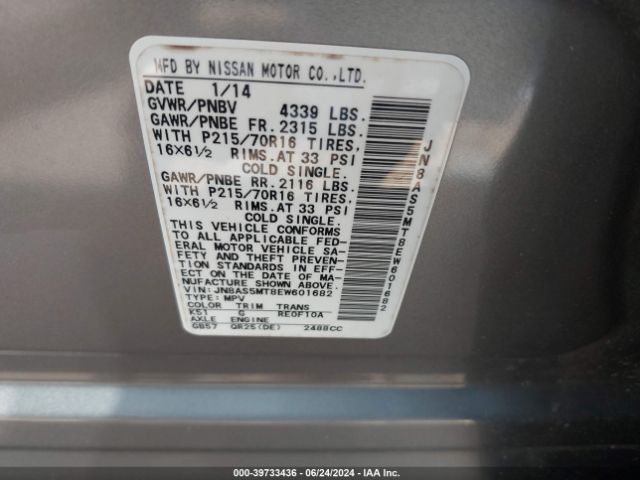 MFD BY NISSAN MOTOR CO.,LTD.
DATE 1/14
GVWR/PNBV 4339 LBS.
GAWR/PNBE FR. 2315 LBS.
WITH P215/70R16 TIRES,
16X6½ RIMS. AT 33 PSI
COLD SINGLE.
GAWR/PNBE RR. 2116 LBS.
WITH P215/70R16 TIRES,
16X6½ RIMS. AT 33 PSI
COLD SINGLE.
THIS VEHICLE CONFORMS
TO ALL APPLICABLE FED-
ERAL MOTOR VEHICLE SA-
FETY AND THEFT PREVEN-
TION STANDARDS IN EFF-
ECT ON THE DATE OF MA-
NUFACTURE SHOWN ABOVE.
VIN: JN8AS5MT8EW601682
TYPE: MPV
COLOR TRIM TRANS
K51 G RE0F10A
AXLE ENGINE
GB57 QR25(DE) 2488CC
JN8AS5MT8EW601682
000-39733436 - 06/24/2024 - IAA Inc.